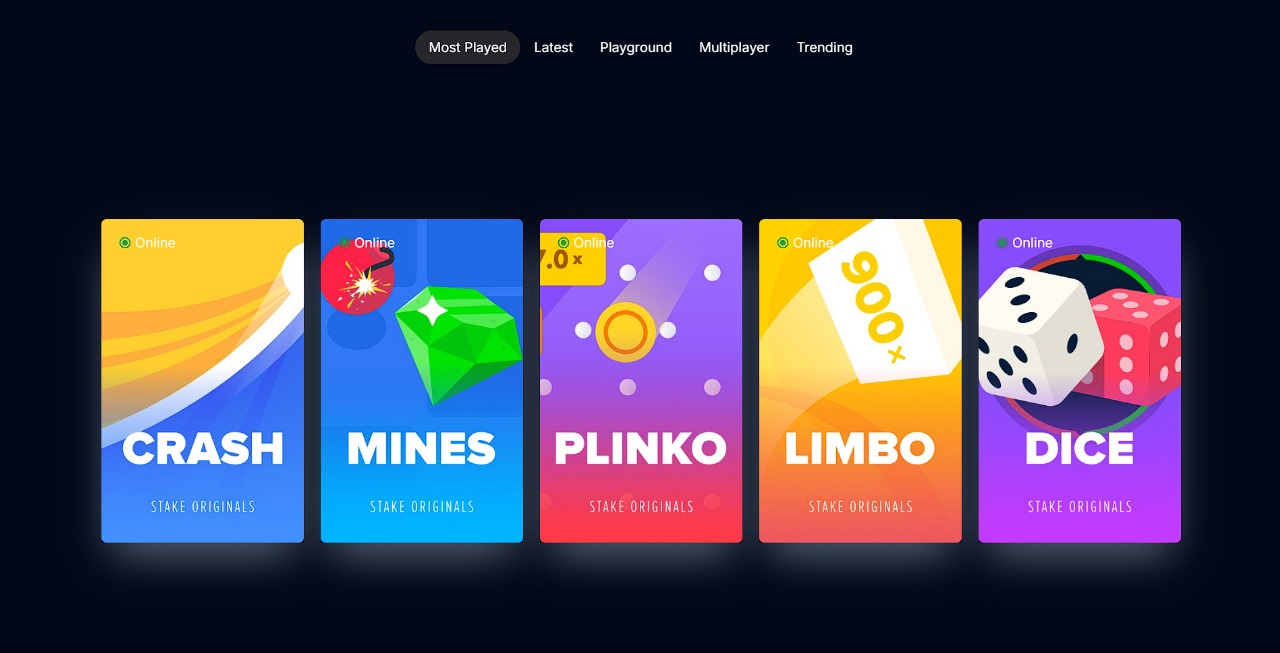 Most Played Latest Playground Multiplayer Trending
Online Online Online Online Online
7.0x 900x
CRASH MINES PLINKO LIMBO DICE
STAKE ORIGINALS STAKE ORIGINALS STAKE ORIGINALS STAKE ORIGINALS STAKE ORIGINALS